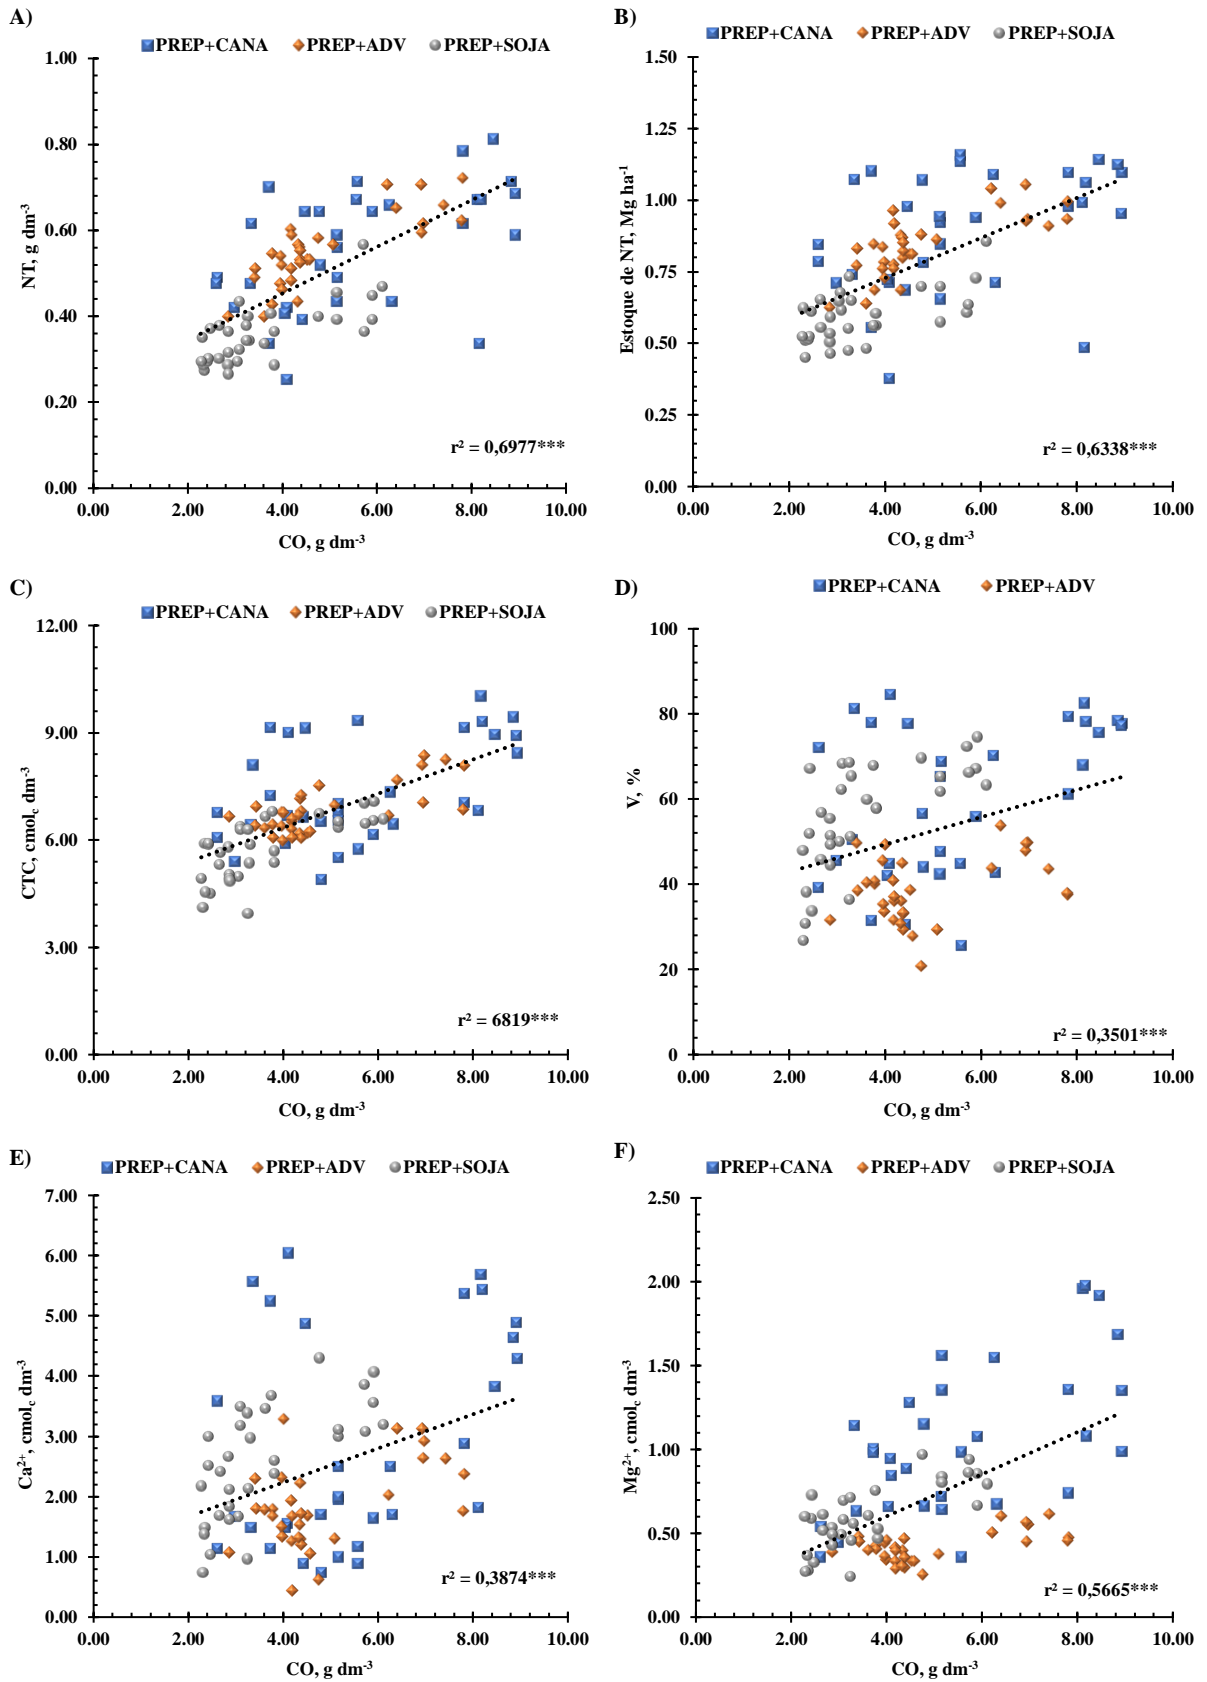 A)
PREP+CANA PREP+ADV PREP+SOJA
1.00
0.80
0.60
0.40
0.20
0.00
NT, g dm-3
r² = 0,6977***
0.00 2.00 4.00 6.00 8.00 10.00
CO, g dm-3
B)
PREP+CANA PREP+ADV PREP+SOJA
1.50
1.25
1.00
0.75
0.50
0.25
0.00
Estoque de NT, Mg ha-1
r² = 0,6338***
0.00 2.00 4.00 6.00 8.00 10.00
CO, g dm-3
C)
PREP+CANA PREP+ADV PREP+SOJA
12.00
9.00
6.00
3.00
0.00
CTC, cmolc dm-3
r² = 6819***
0.00 2.00 4.00 6.00 8.00 10.00
CO, g dm-3
D)
PREP+CANA PREP+ADV
100
80
60
40
20
0
V, %
r² = 0,3501***
0.00 2.00 4.00 6.00 8.00 10.00
CO, g dm-3
E)
PREP+CANA PREP+ADV PREP+SOJA
7.00
6.00
5.00
4.00
3.00
2.00
1.00
0.00
Ca2+, cmolc dm-3
r² = 0,3874***
0.00 2.00 4.00 6.00 8.00 10.00
CO, g dm-3
F)
PREP+CANA PREP+ADV PREP+SOJA
2.50
2.00
1.50
1.00
0.50
0.00
Mg2+, cmolc dm-3
r² = 0,5665***
0.00 2.00 4.00 6.00 8.00 10.00
CO, g dm-3